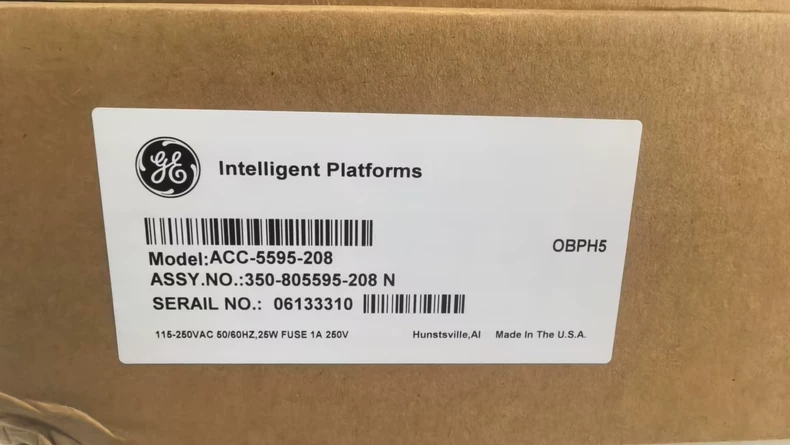 GE
Intelligent Platforms
OBPH5
Model:ACC-5595-208
ASSY.NO.:350-805595-208 N
SERAIL NO.: 06133310
115-250VAC 50/60HZ,25W FUSE 1A 250V Hunstsville,Al Made In The U.S.A.